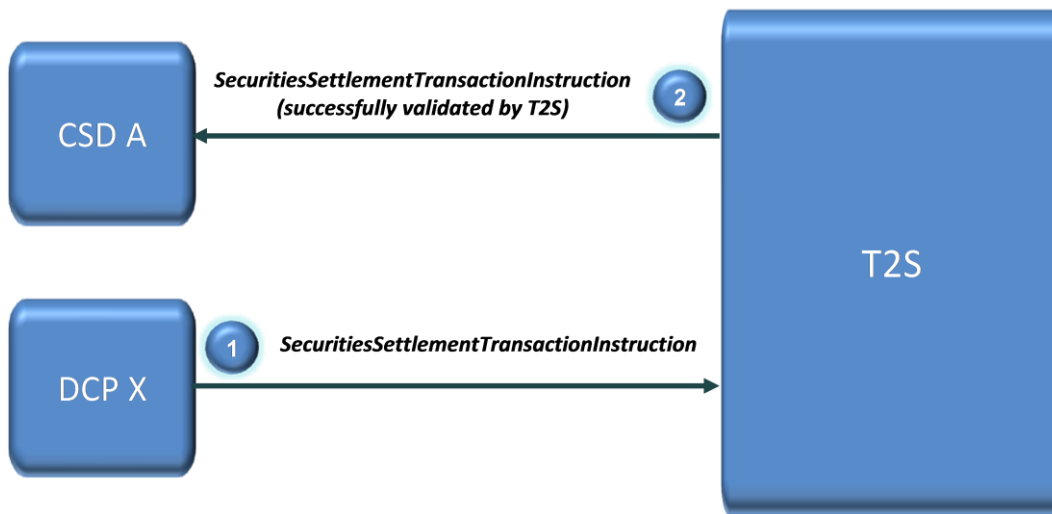 CSD A
SecuritiesSettlementTransactionInstruction
(successfully validated by T2S)
2
T2S
DCP X
1
SecuritiesSettlementTransactionInstruction